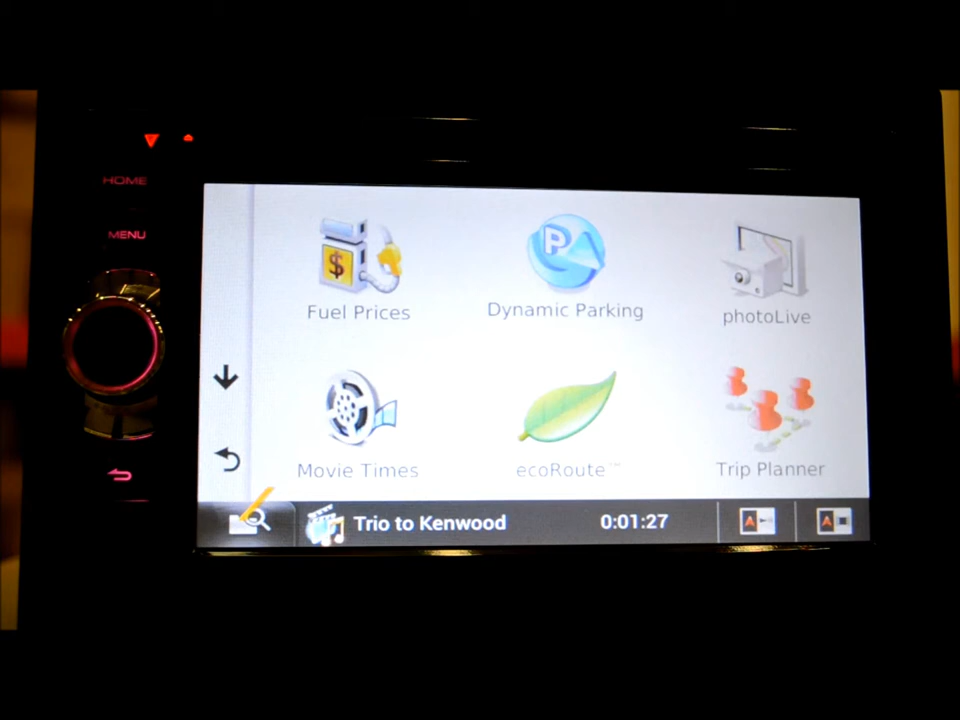 HOME
MENU
$
P
Fuel Prices
Dynamic Parking
photoLive
Movie Times
ecoRoute™
Trip Planner
Trio to Kenwood
0:01:27
A
A